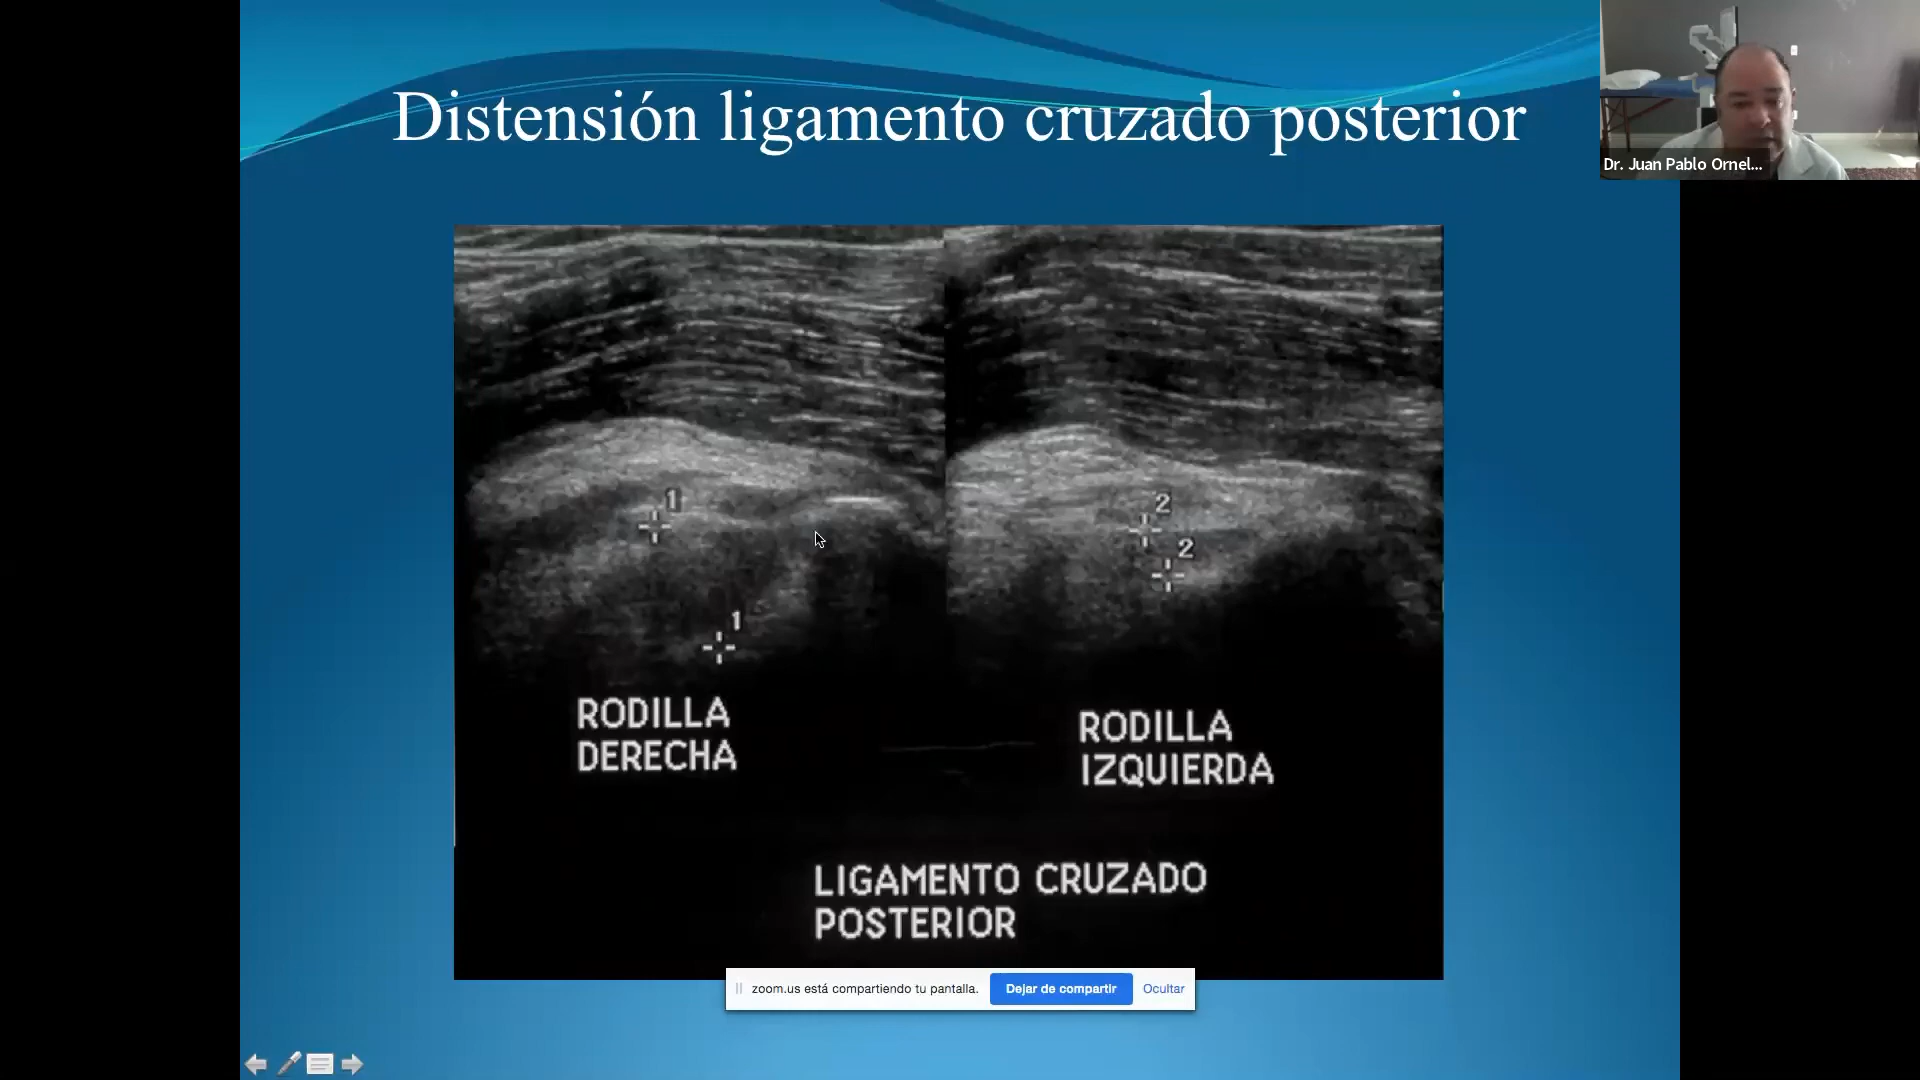 Distensión ligamento cruzado posterior
Dr. Juan Pablo Ornel...
1
1
2
2
RODILLA
DERECHA
RODILLA
IZQUIERDA
LIGAMENTO CRUZADO
POSTERIOR
zoom.us está compartiendo tu pantalla.
Dejar de compartir
Ocultar